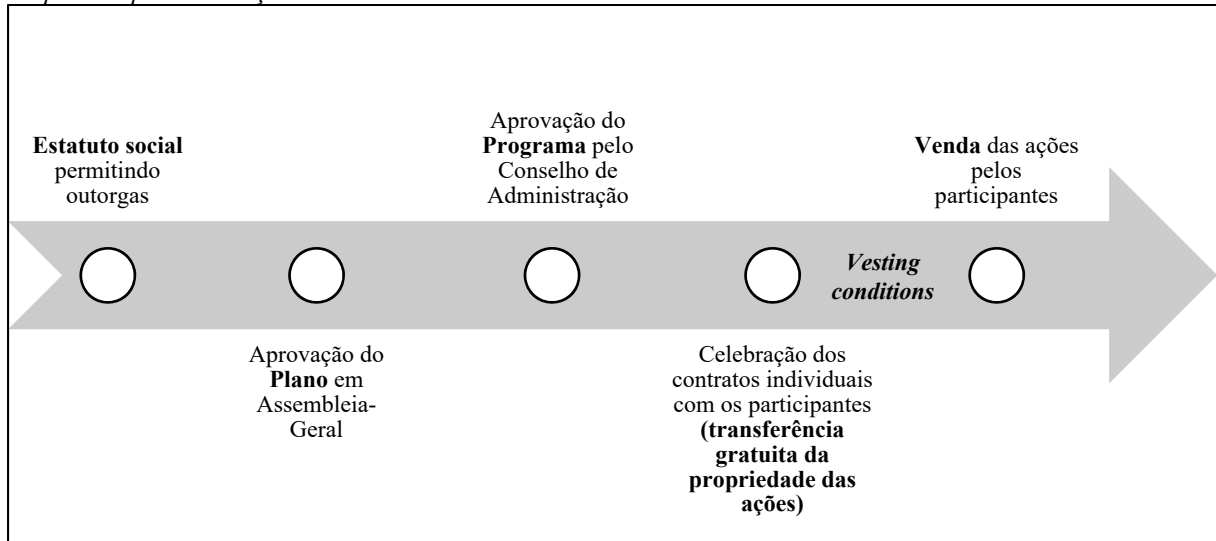 Estatuto social
permitindo
outorgas
Aprovação do
Plano em
Assembleia-
Geral
Aprovação do
Programa pelo
Conselho de
Administração
Celebração dos
contratos individuais
com os participantes
(transferência
gratuita da
propriedade das
ações)
Vesting
conditions
Venda das ações
pelos
participantes